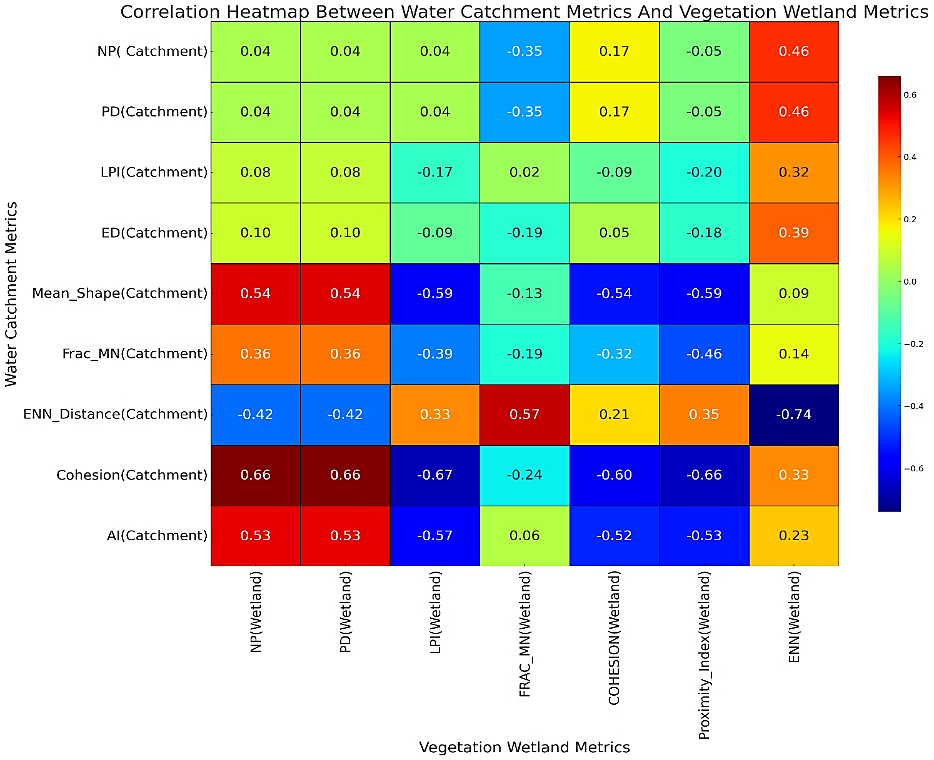 Correlation Heatmap Between Water Catchment Metrics And Vegetation Wetland Metrics
Water Catchment Metrics
NP( Catchment) 0.04 0.04 0.04 -0.35 0.17 -0.05 0.46
PD(Catchment) 0.04 0.04 0.04 -0.35 0.17 -0.05 0.46
LPI(Catchment) 0.08 0.08 -0.17 0.02 -0.09 -0.20 0.32
ED(Catchment) 0.10 0.10 -0.09 -0.19 0.05 -0.18 0.39
Mean_Shape(Catchment) 0.54 0.54 -0.59 -0.13 -0.54 -0.59 0.09
Frac_MN(Catchment) 0.36 0.36 -0.39 -0.19 -0.32 -0.46 0.14
ENN_Distance(Catchment) -0.42 -0.42 0.33 0.57 0.21 0.35 -0.74
Cohesion(Catchment) 0.66 0.66 -0.67 -0.24 -0.60 -0.66 0.33
AI(Catchment) 0.53 0.53 -0.57 0.06 -0.52 -0.53 0.23
NP(Wetland)
PD(Wetland)
LPI(Wetland)
FRAC_MN(Wetland)
COHESION(Wetland)
Proximity_Index(Wetland)
ENN(Wetland)
Vegetation Wetland Metrics
0.6
0.4
0.2
0.0
−0.2
−0.4
−0.6